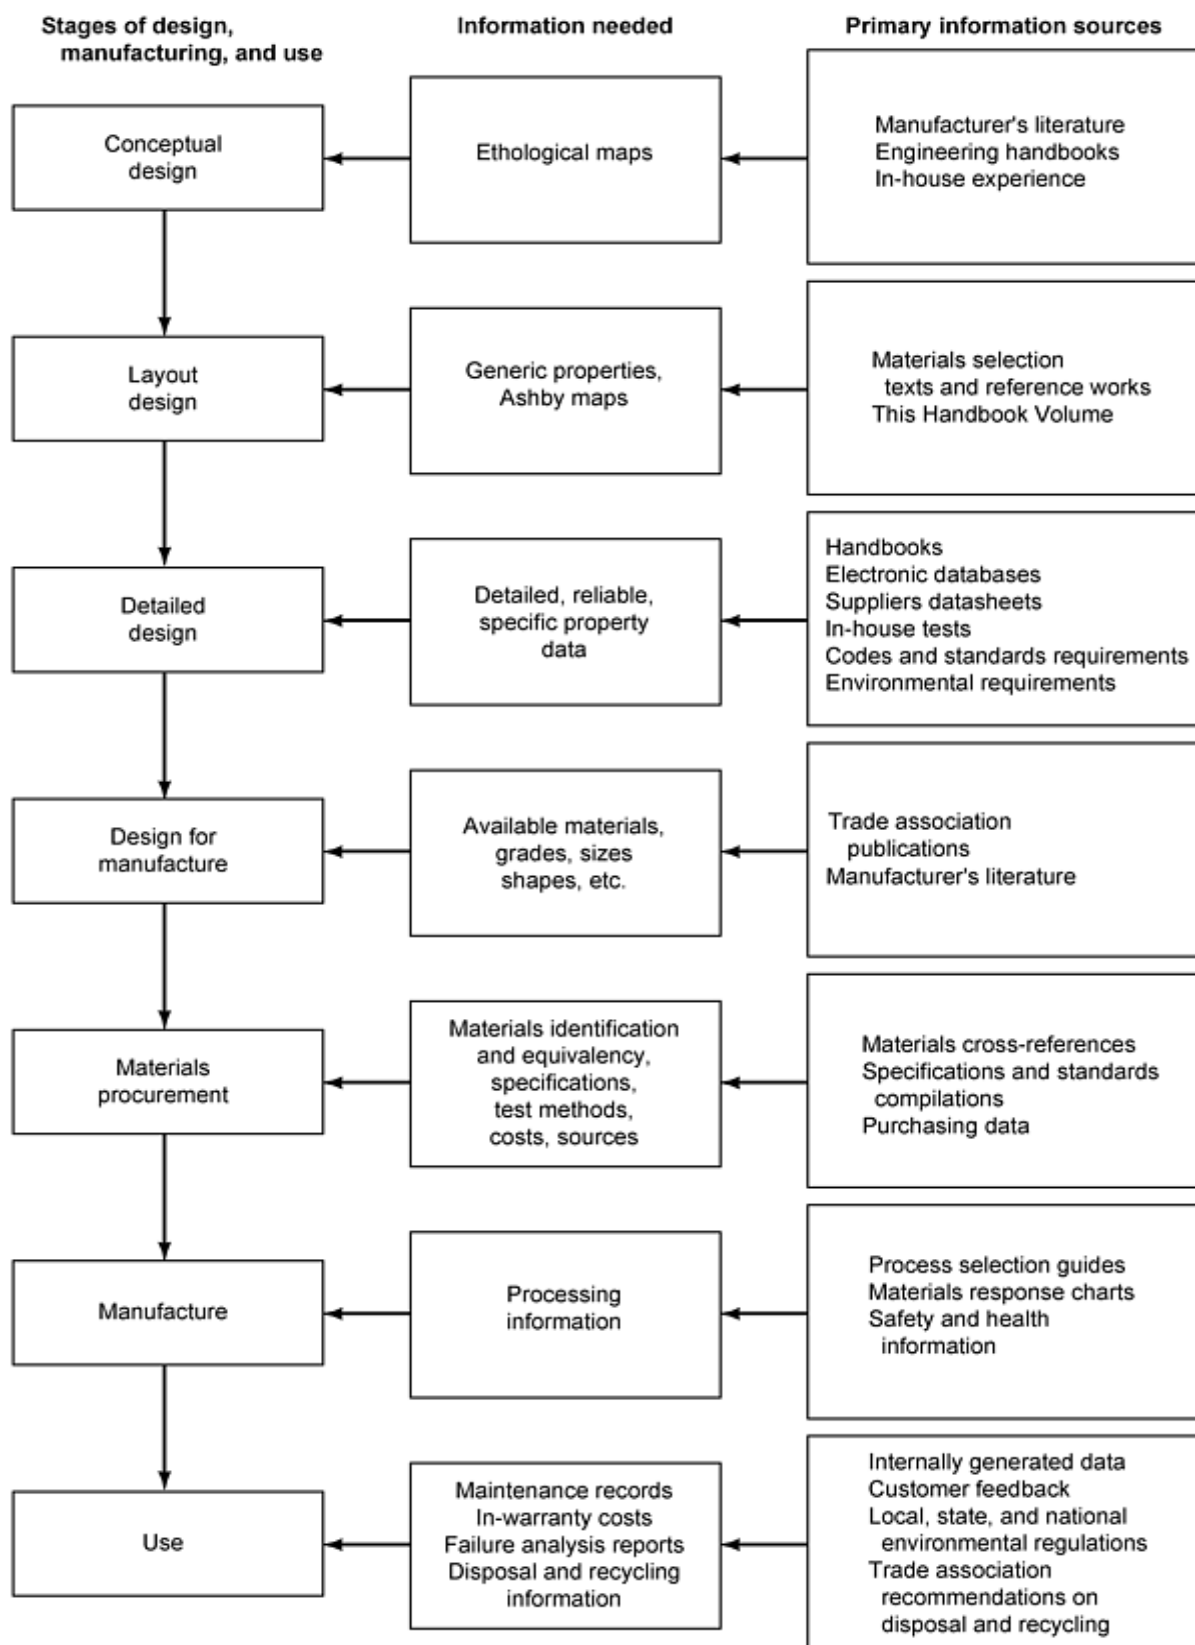 Stages of design,
manufacturing, and use
Information needed
Primary information sources
Conceptual
design
Ethological maps
Manufacturer's literature
Engineering handbooks
In-house experience
Layout
design
Generic properties,
Ashby maps
Materials selection
texts and reference works
This Handbook Volume
Detailed
design
Detailed, reliable,
specific property
data
Handbooks
Electronic databases
Suppliers datasheets
In-house tests
Codes and standards requirements
Environmental requirements
Design for
manufacture
Available materials,
grades, sizes
shapes, etc.
Trade association
publications
Manufacturer's literature
Materials
procurement
Materials identification
and equivalency,
specifications,
test methods,
costs, sources
Materials cross-references
Specifications and standards
compilations
Purchasing data
Manufacture
Processing
information
Process selection guides
Materials response charts
Safety and health
information
Use
Maintenance records
In-warranty costs
Failure analysis reports
Disposal and recycling
information
Internally generated data
Customer feedback
Local, state, and national
environmental regulations
Trade association
recommendations on
disposal and recycling